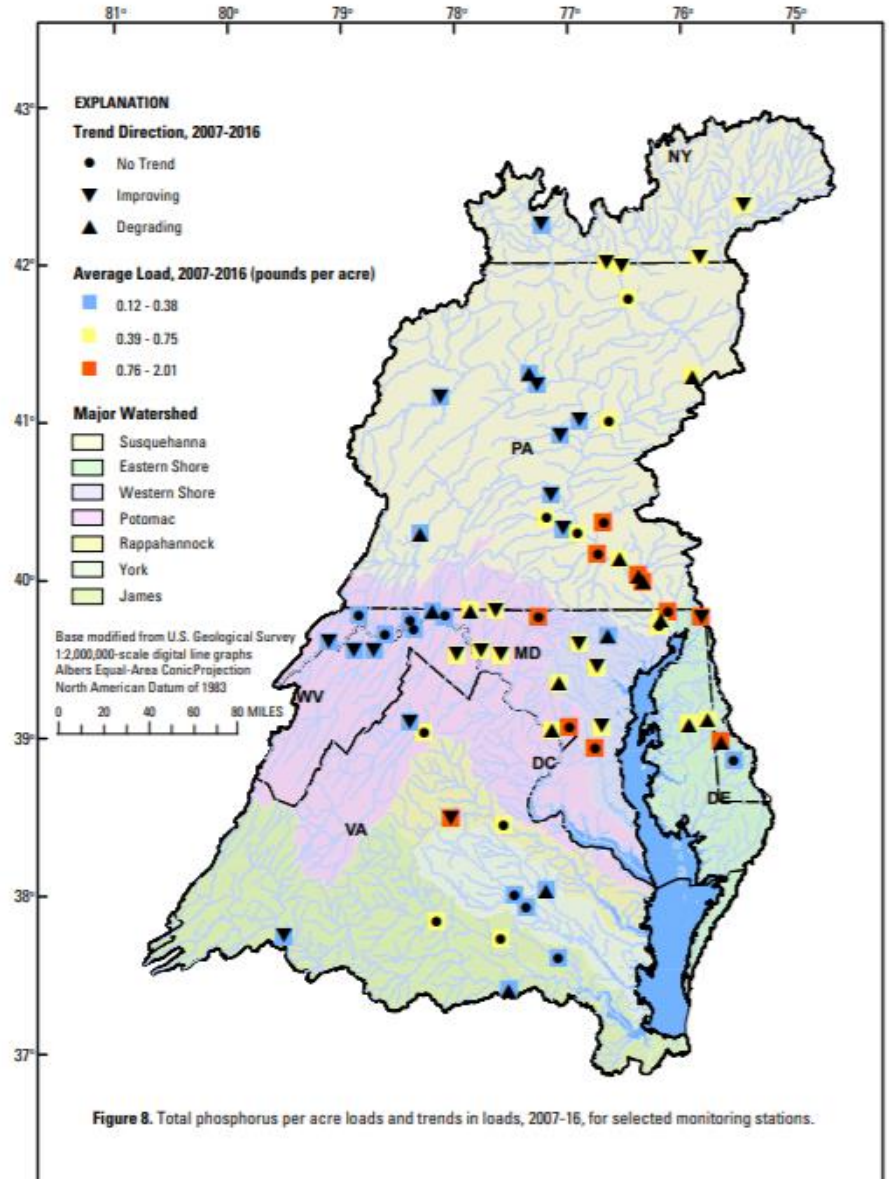 81° 80° 79° 78° 77° 76° 75°
43°
42°
41°
40°
39°
38°
37°
EXPLANATION
Trend Direction, 2007-2016
No Trend
Improving
Degrading
Average Load, 2007-2016 (pounds per acre)
0.12 - 0.38
0.39 - 0.75
0.76 - 2.01
Major Watershed
Susquehanna
Eastern Shore
Western Shore
Potomac
Rappahannock
York
James
Base modified from U.S. Geological Survey
1:2,000,000-scale digital line graphs
Albers Equal-Area ConicProjection
North American Datum of 1983
0 20 40 60 80 MILES
NY
PA
MD
WV
DC
DE
VA
Figure 8. Total phosphorus per acre loads and trends in loads, 2007-16, for selected monitoring stations.